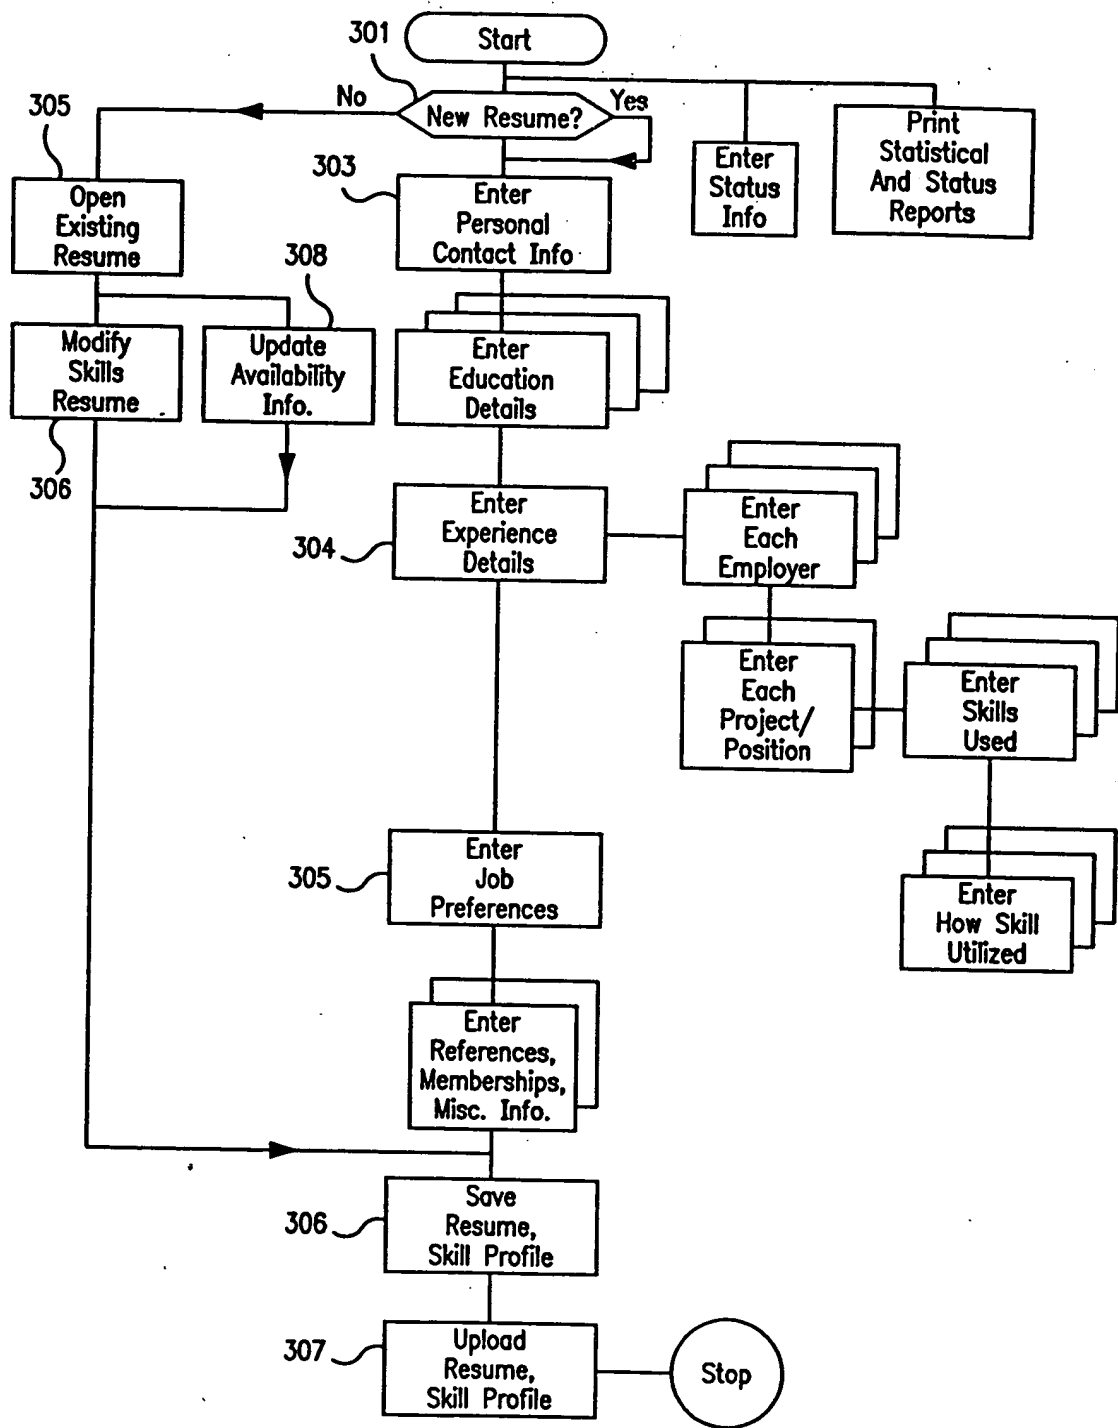 301
Start
No
New Resume?
Yes
305
Open
Existing
Resume
303
Enter
Personal
Contact Info
Enter
Status
Info
Print
Statistical
And Status
Reports
308
Modify
Skills
Resume
Update
Availability
Info.
Enter
Education
Details
306
304
Enter
Experience
Details
Enter
Each
Employer
Enter
Each
Project/
Position
Enter
Skills
Used
305
Enter
Job
Preferences
Enter
How Skill
Utilized
Enter
References,
Memberships,
Misc. Info.
306
Save
Resume,
Skill Profile
307
Upload
Resume,
Skill Profile
Stop